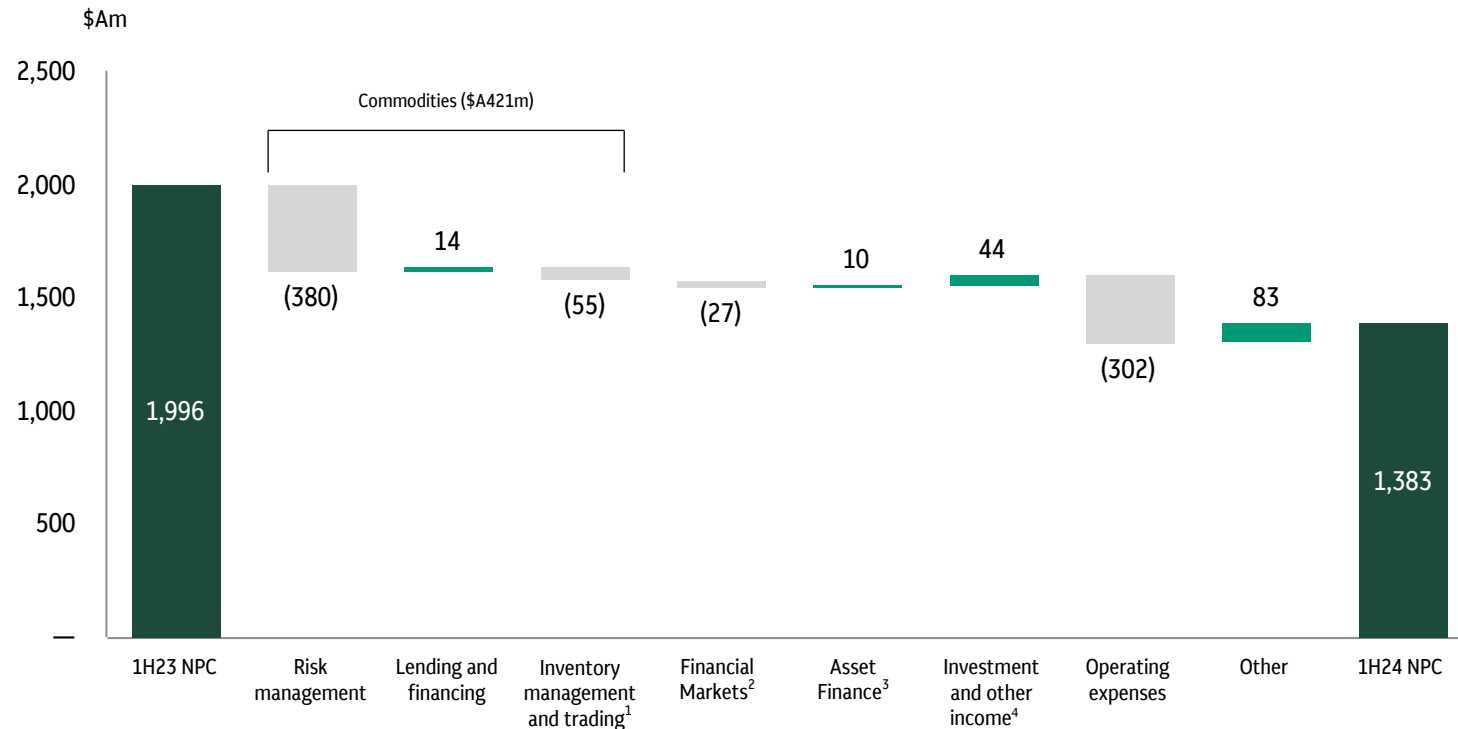 $Am
2,500
Commodities ($A421m)
2,000
14
10
44
83
1,500
(380)
(55)
(27)
(302)
1,000
1,996
1,383
500
—
1H23 NPC
Risk
management
Lending and
financing
Inventory
management
and trading1
Financial
Markets2
Asset
Finance3
Investment
and other
income4
Operating
expenses
Other
1H24 NPC